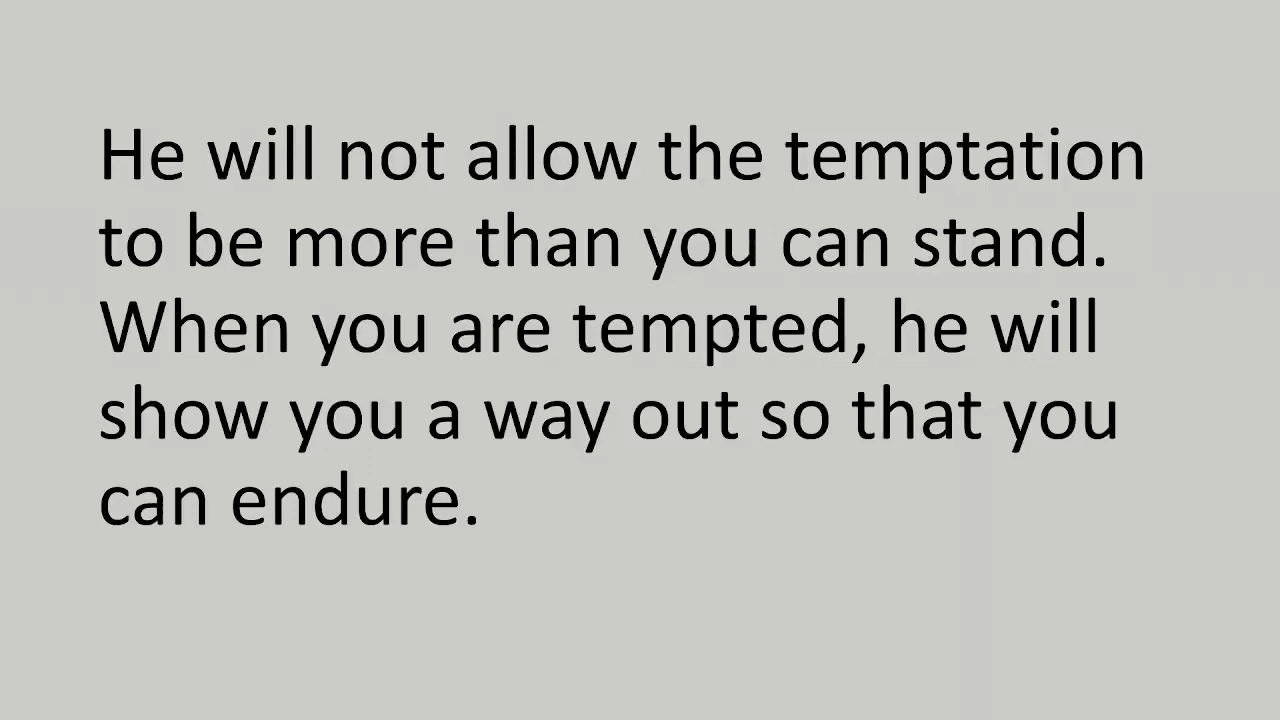 He will not allow the temptation
to be more than you can stand.
When you are tempted, he will
show you a way out so that you
can endure.